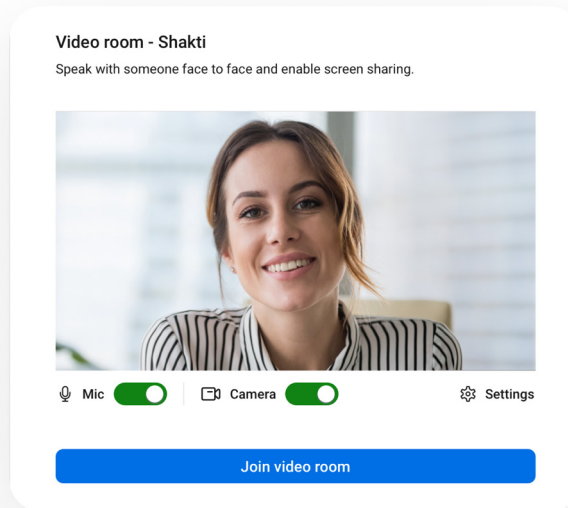 Video room - Shakti
Speak with someone face to face and enable screen sharing.
Mic
Camera
Settings
Join video room